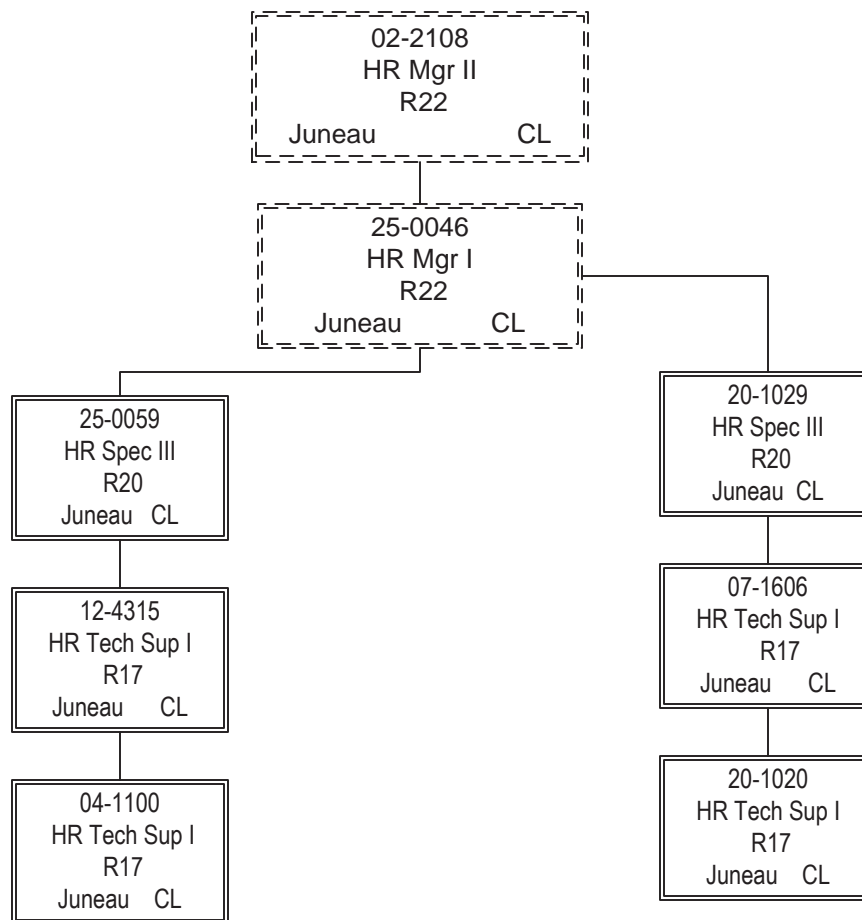 02-2108
HR Mgr II
R22
Juneau CL
25-0046
HR Mgr I
R22
Juneau CL
25-0059
HR Spec III
R20
Juneau CL
12-4315
HR Tech Sup I
R17
Juneau CL
04-1100
HR Tech Sup I
R17
Juneau CL
20-1029
HR Spec III
R20
Juneau CL
07-1606
HR Tech Sup I
R17
Juneau CL
20-1020
HR Tech Sup I
R17
Juneau CL